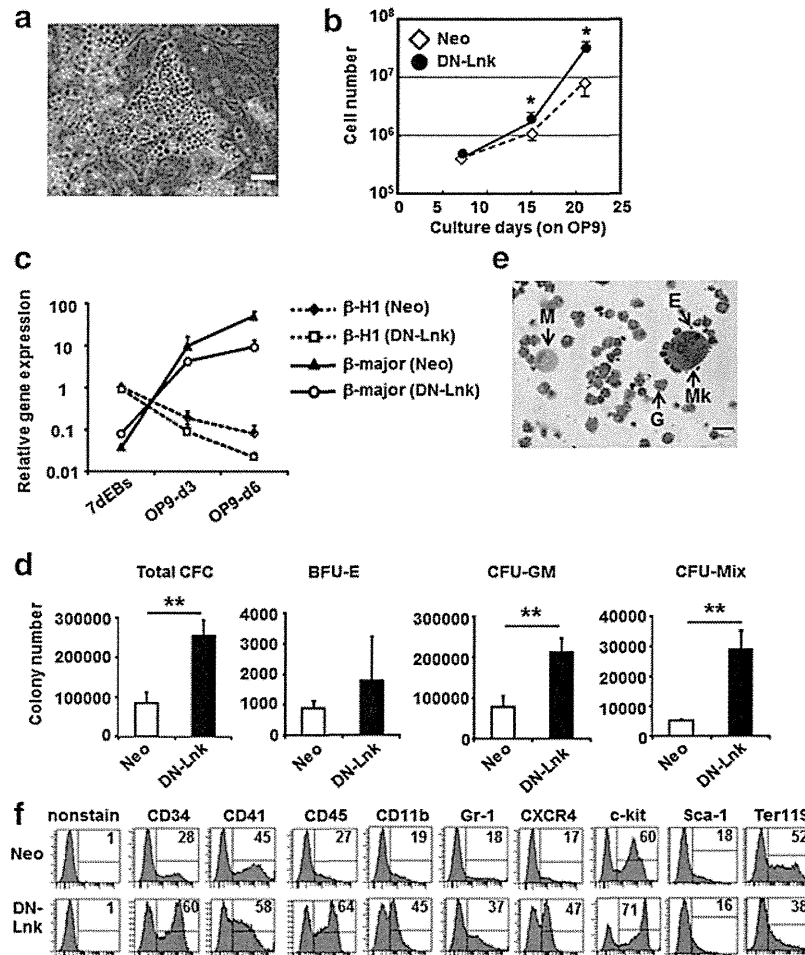 a
b
Cell number
10⁸
10⁷
10⁶
10⁵
Neo
DN-Lnk
*
*
0 5 10 15 20 25
Culture days (on OP9)
c
Relative gene expression
100
10
1
0.1
0.01
7dEBs OP9-d3 OP9-d6
β-H1 (Neo)
β-H1 (DN-Lnk)
β-major (Neo)
β-major (DN-Lnk)
e
M
E
G
Mk
d
Colony number
Total CFC
300000
200000
100000
0
**
Neo DN-Lnk
BFU-E
4000
3000
2000
1000
0
Neo DN-Lnk
CFU-GM
300000
200000
100000
0
**
Neo DN-Lnk
CFU-Mix
40000
30000
20000
10000
0
**
Neo DN-Lnk
f
nonstain CD34 CD41 CD45 CD11b Gr-1 CXCR4 c-kit Sca-1 Ter119
Neo
1 28 45 27 19 18 17 60 18 52
DN-
Lnk
1 60 58 64 45 37 47 71 16 38